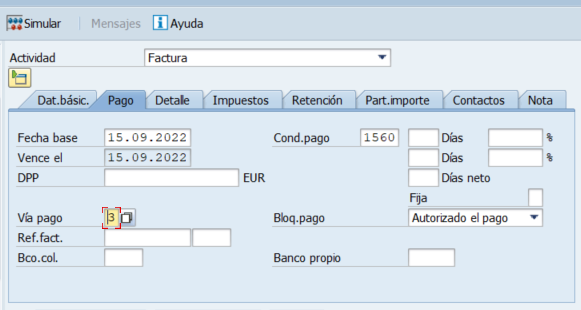 Simular Mensajes Ayuda
Actividad Factura
Dat.básic. Pago Detalle Impuestos Retención Part.importe Contactos Nota
Fecha base 15.09.2022 Cond.pago 1560 Días %
Vence el 15.09.2022 Días %
DPP EUR Días neto
Fija
Vía pago 3 Bloq.pago Autorizado el pago
Ref.fact.
Bco.col. Banco propio